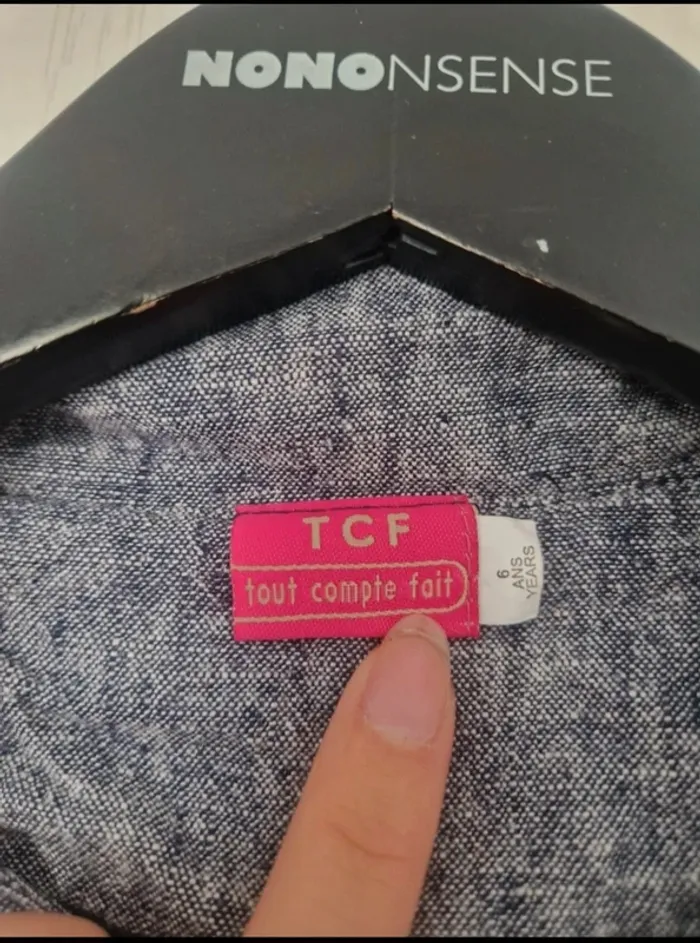 NONONSENSE
TCF
tout compte fait
6
ANS
YEARS